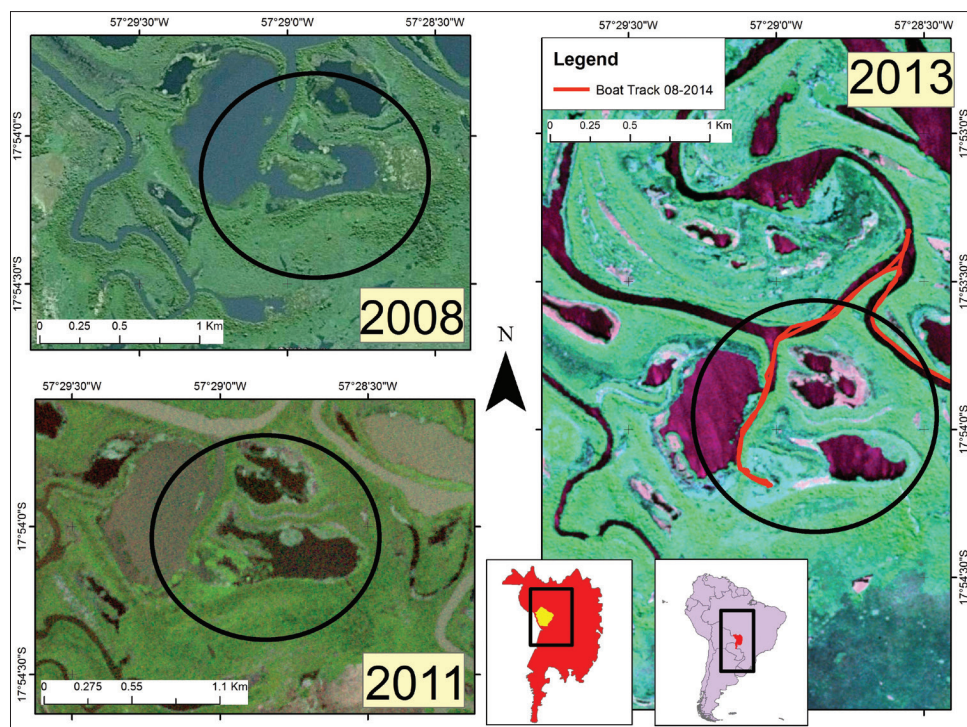 57°29'30"W 57°29'0"W 57°28'30"W
17°54'0"S
17°54'30"S
0 0.25 0.5 1 Km
2008
57°29'30"W 57°29'0"W 57°28'30"W
17°54'0"S
17°54'30"S
0 0.275 0.55 1.1 Km
2011
N
57°29'30"W 57°29'0"W 57°28'30"W
Legend
Boat Track 08-2014
0 0.25 0.5 1 Km
2013
17°53'0"S
17°53'30"S
17°54'0"S
17°54'30"S